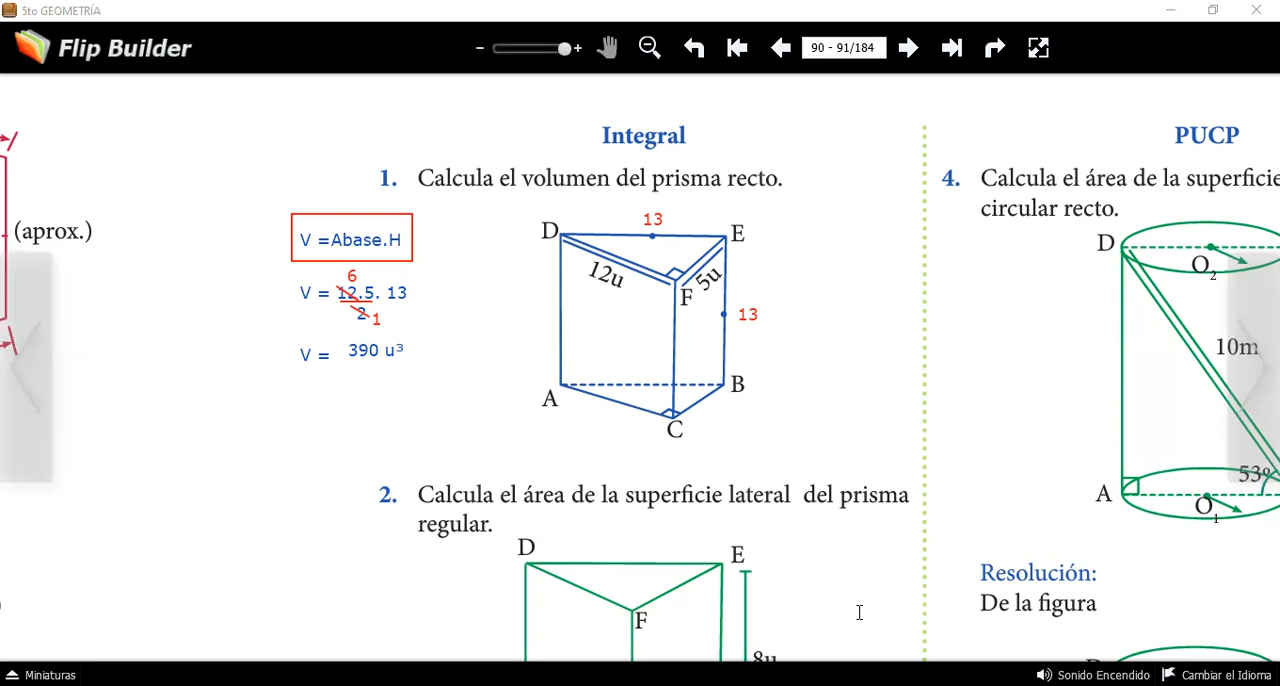 5to GEOMETRÍA
Flip Builder
90 - 91/184
(aprox.)
Integral
1. Calcula el volumen del prisma recto.
V =Abase.H
6
V = 12.5. 13
2 1
V = 390 u³
13
D
E
12u
5u
F
13
A
B
C
2. Calcula el área de la superficie lateral del prisma
regular.
D
E
F
8u
PUCP
4. Calcula el área de la superficie
circular recto.
D
O2
10m
53º
A
O1
Resolución:
De la figura
Miniaturas
Sonido Encendido
Cambiar el Idioma